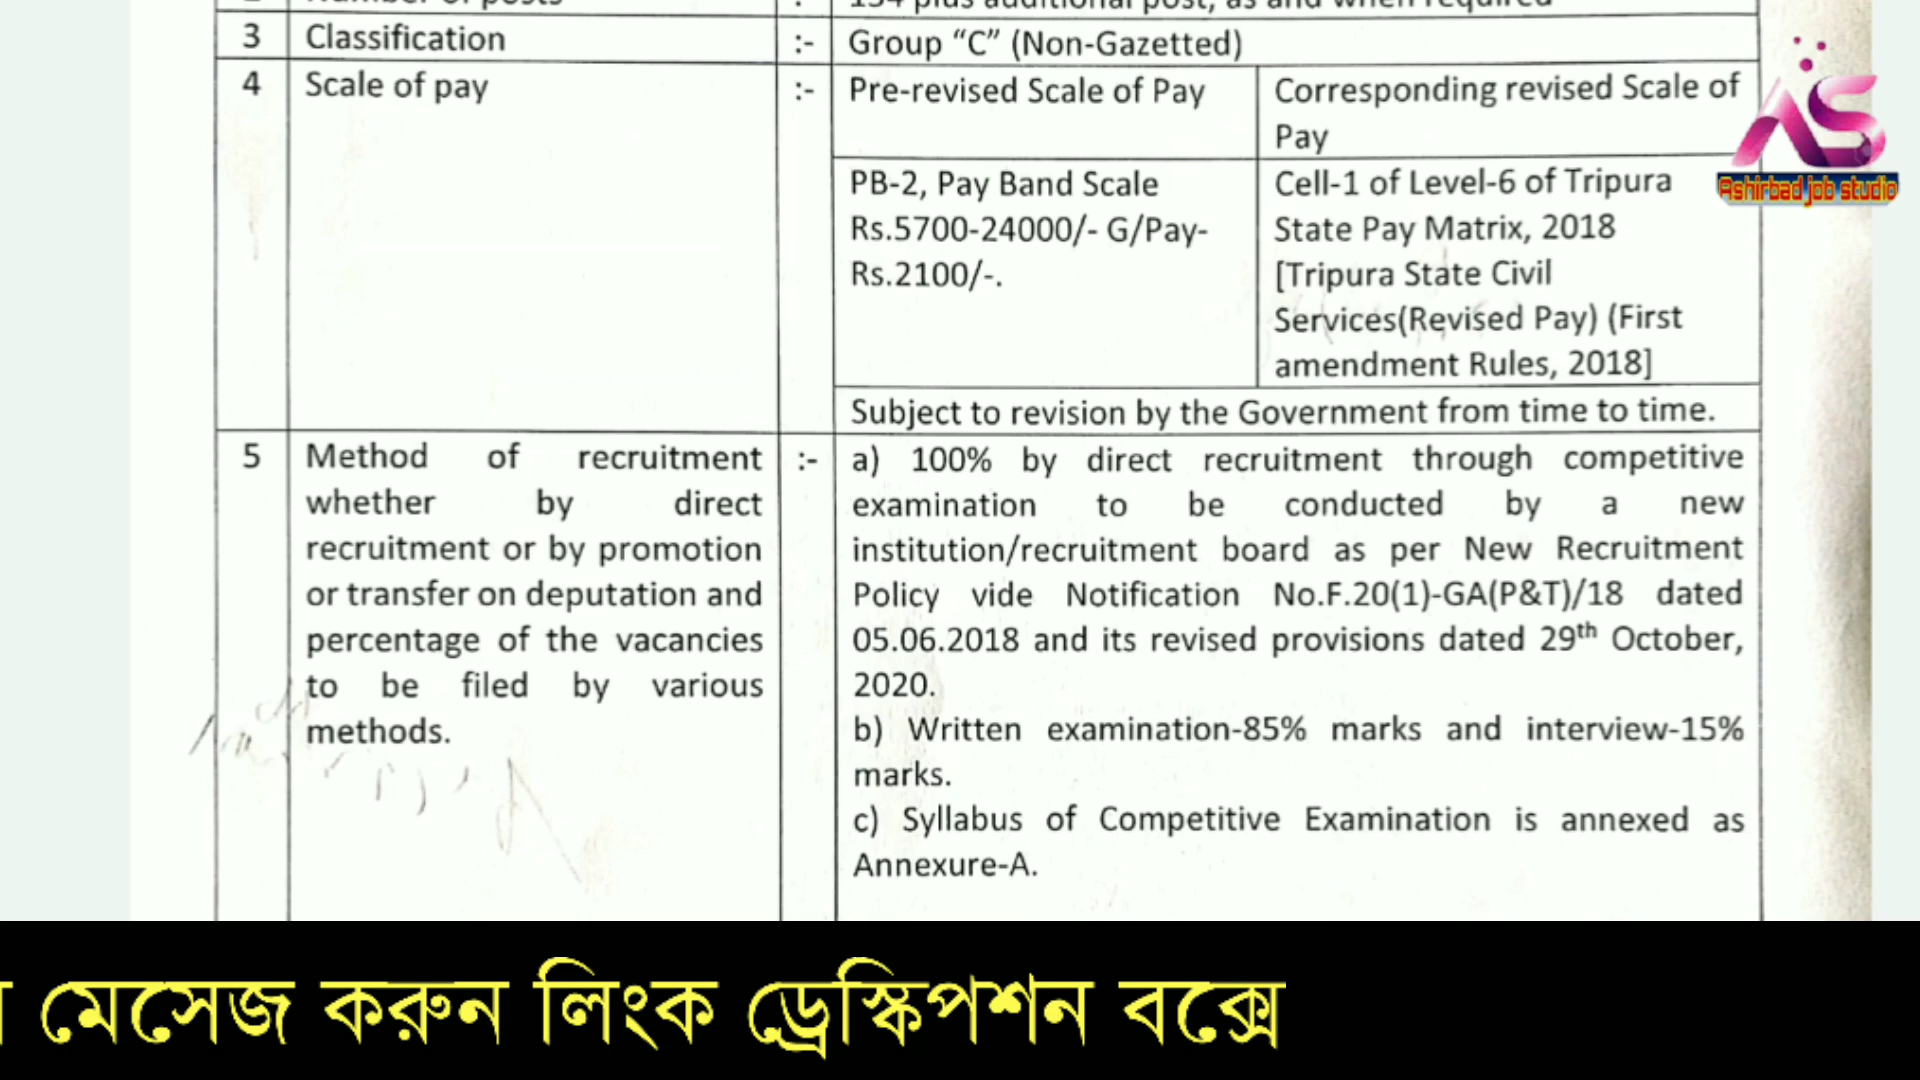 3 Classification :- Group “C” (Non-Gazetted)
4 Scale of pay :- Pre-revised Scale of Pay
Corresponding revised Scale of
Pay
PB-2, Pay Band Scale
Rs.5700-24000/- G/Pay-
Rs.2100/-.
Cell-1 of Level-6 of Tripura
State Pay Matrix, 2018
[Tripura State Civil
Services(Revised Pay) (First
amendment Rules, 2018]
Subject to revision by the Government from time to time.
5 Method of recruitment
whether by direct
recruitment or by promotion
or transfer on deputation and
percentage of the vacancies
to be filed by various
methods.
:- a) 100% by direct recruitment through competitive
examination to be conducted by a new
institution/recruitment board as per New Recruitment
Policy vide Notification No.F.20(1)-GA(P&T)/18 dated
05.06.2018 and its revised provisions dated 29th October,
2020.
b) Written examination-85% marks and interview-15%
marks.
c) Syllabus of Competitive Examination is annexed as
Annexure-A.
AS
Ashirbad job studio
মেসেজ করুন লিংক ড্রেস্কিপশন বক্সে